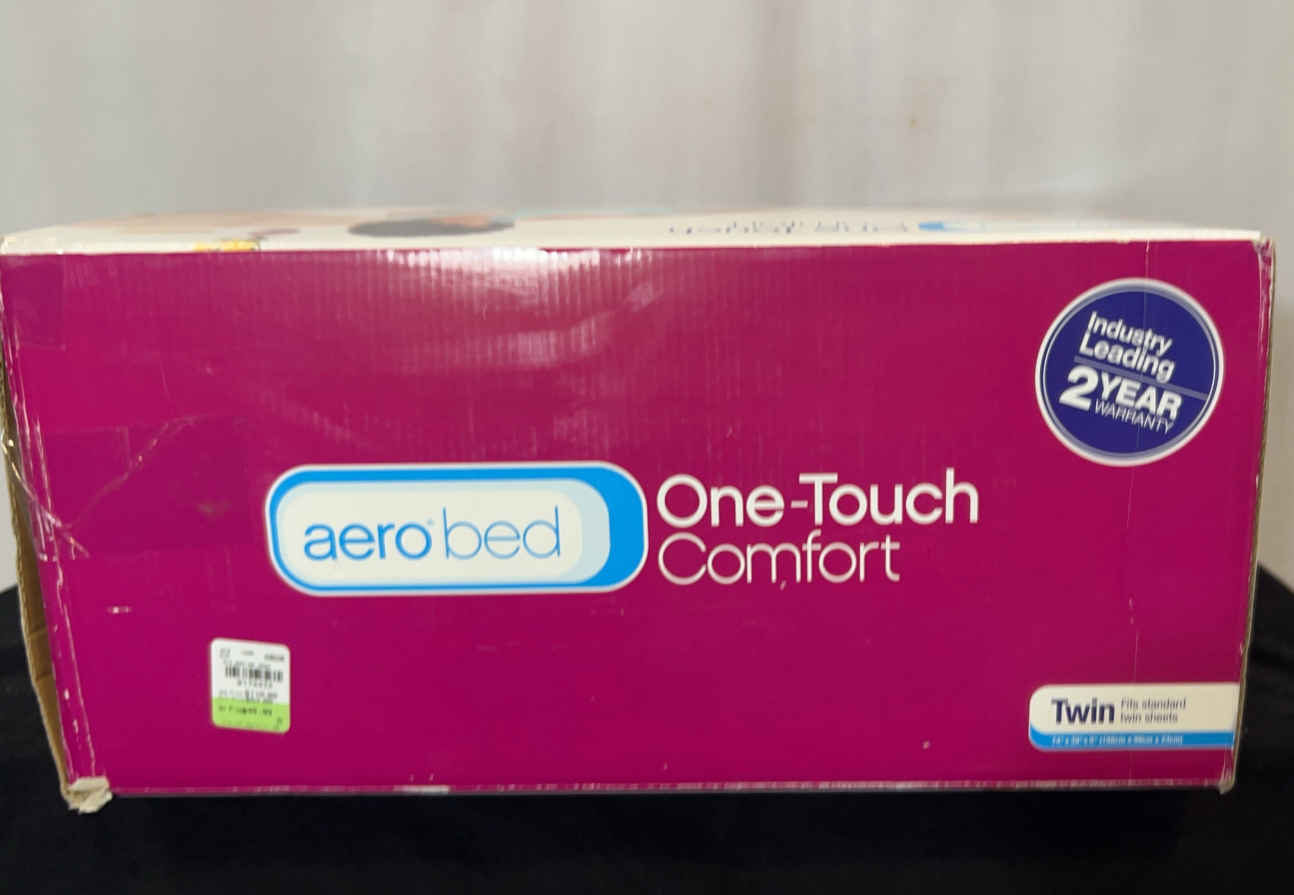 Industry
Leading
2 YEAR
WARRANTY
aero bed
One-Touch
Comfort
Twin
Fits standard
twin sheets